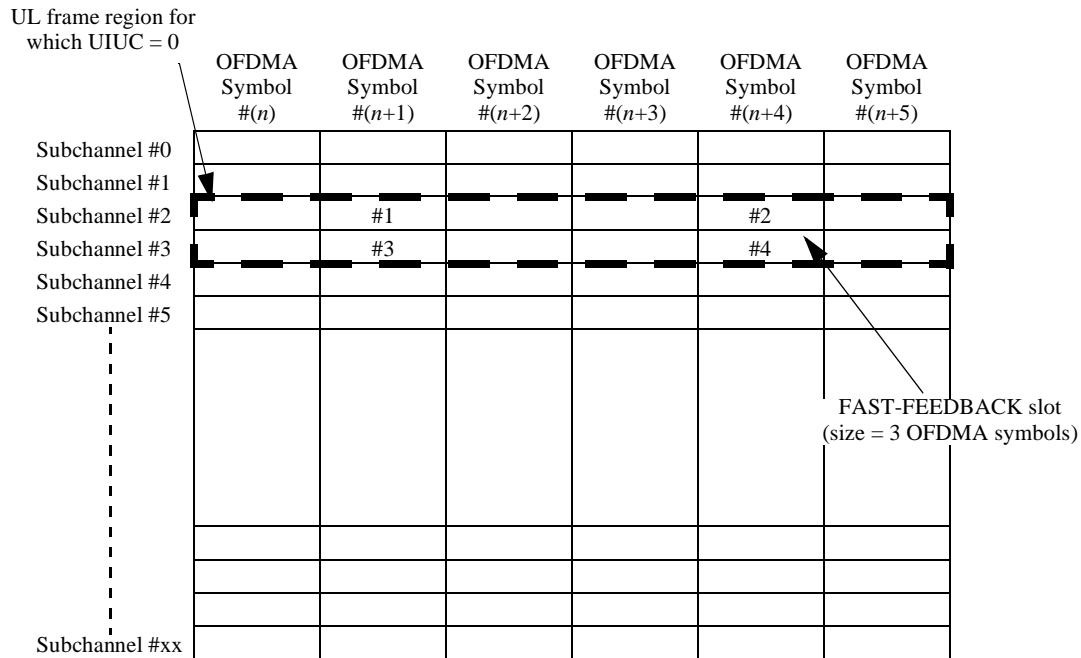 UL frame region for
which UIUC = 0
OFDMA Symbol #(n)
OFDMA Symbol #(n+1)
OFDMA Symbol #(n+2)
OFDMA Symbol #(n+3)
OFDMA Symbol #(n+4)
OFDMA Symbol #(n+5)
Subchannel #0
Subchannel #1
Subchannel #2
#1
#2
Subchannel #3
#3
#4
Subchannel #4
Subchannel #5
FAST-FEEDBACK slot
(size = 3 OFDMA symbols)
Subchannel #xx